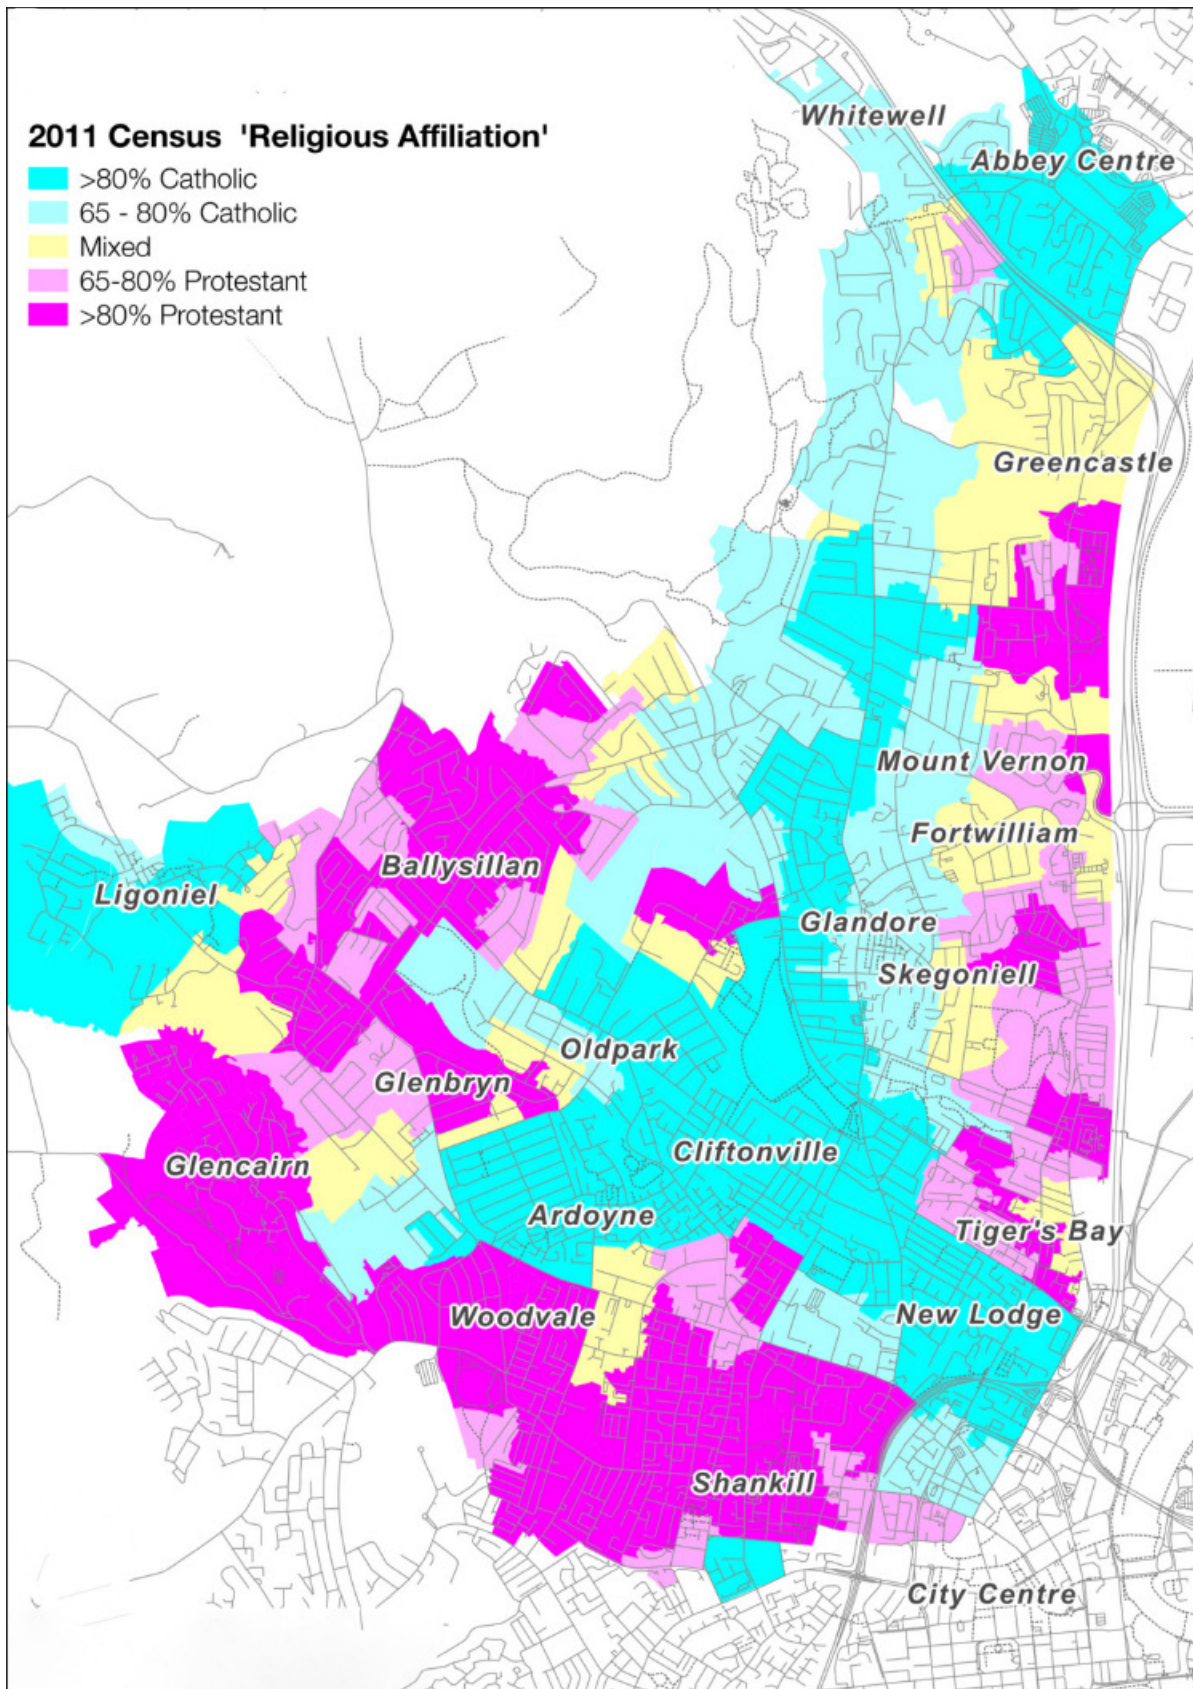 2011 Census 'Religious Affiliation'
>80% Catholic
65 - 80% Catholic
Mixed
65-80% Protestant
>80% Protestant
Whitewell
Abbey Centre
Greencastle
Mount Vernon
Fortwilliam
Ballysillan
Ligoniel
Glandore
Skegoniell
Oldpark
Glenbryn
Cliftonville
Glencairn
Ardoyne
Tiger's Bay
Woodvale
New Lodge
Shankill
City Centre